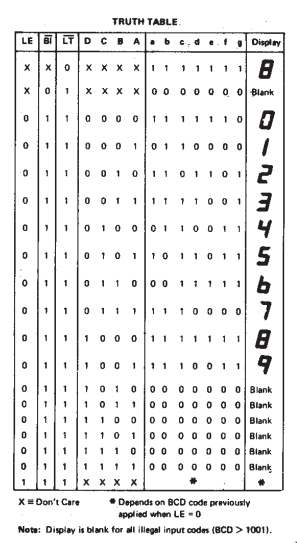 TRUTH TABLE
LE BI LT D C B A a b c d e f g Display
X X 0 X X X X 1 1 1 1 1 1 1 8
X 0 1 X X X X 0 0 0 0 0 0 0 Blank
0 1 1 0 0 0 0 1 1 1 1 1 1 0 0
0 1 1 0 0 0 1 0 1 1 0 0 0 0 1
0 1 1 0 0 1 0 1 1 0 1 1 0 1 2
0 1 1 0 0 1 1 1 1 1 1 0 0 1 3
0 1 1 0 1 0 0 0 1 1 0 0 1 1 4
0 1 1 0 1 0 1 1 0 1 1 0 1 1 5
0 1 1 0 1 1 0 0 0 1 1 1 1 1 6
0 1 1 0 1 1 1 1 1 1 0 0 0 0 7
0 1 1 1 0 0 0 1 1 1 1 1 1 1 8
0 1 1 1 0 0 1 1 1 1 0 0 1 1 9
0 1 1 1 0 1 0 0 0 0 0 0 0 0 Blank
0 1 1 1 0 1 1 0 0 0 0 0 0 0 Blank
0 1 1 1 1 0 0 0 0 0 0 0 0 0 Blank
0 1 1 1 1 0 1 0 0 0 0 0 0 0 Blank
0 1 1 1 1 1 0 0 0 0 0 0 0 0 Blank
0 1 1 1 1 1 1 0 0 0 0 0 0 0 Blank
1 1 1 X X X X * *
X ≡ Don't Care * Depends on BCD code previously
applied when LE = 0
Note: Display is blank for all illegal input codes (BCD > 1001).